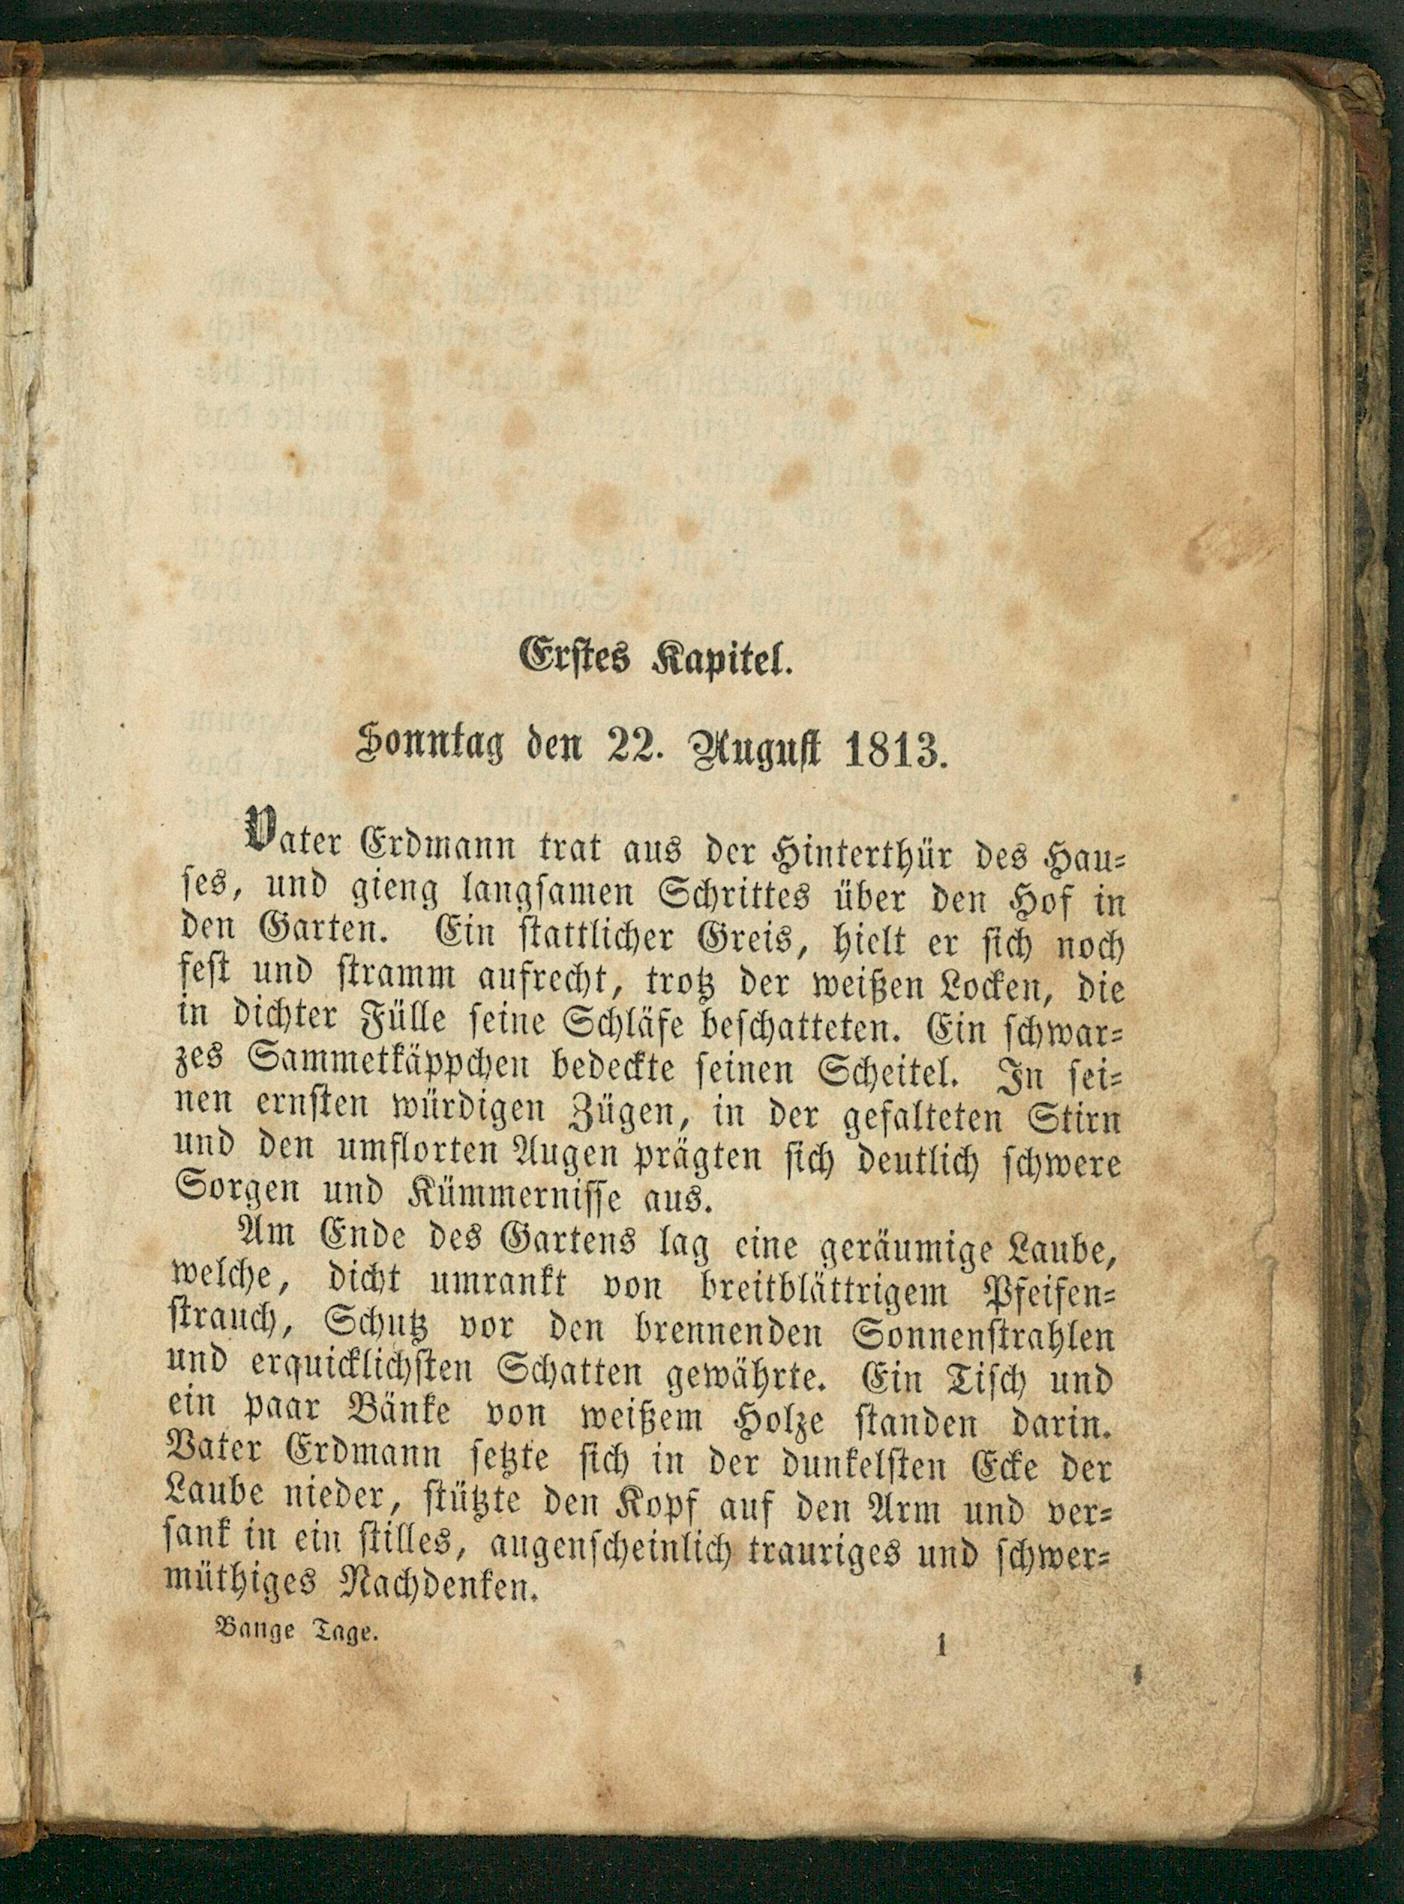 Erstes Kapitel.
Sonntag den 22. August 1813.
Vater Erdmann trat aus der Hinterthür des Hau-
ses, und gieng langsamen Schrittes über den Hof in
den Garten. Ein stattlicher Greis, hielt er sich noch
fest und stramm aufrecht, trotz der weißen Locken, die
in dichter Fülle seine Schläfe beschatteten. Ein schwar-
zes Sammetkäppchen bedeckte seinen Scheitel. In sei-
nen ernsten würdigen Zügen, in der gefalteten Stirn
und den umflorten Augen prägten sich deutlich schwere
Sorgen und Kümmernisse aus.
Am Ende des Gartens lag eine geräumige Laube,
welche, dicht umrankt von breitblättrigem Pfeifen-
strauch, Schutz vor den brennenden Sonnenstrahlen
und erquicklichsten Schatten gewährte. Ein Tisch und
ein paar Bänke von weißem Holze standen darin.
Vater Erdmann setzte sich in der dunkelsten Ecke der
Laube nieder, stützte den Kopf auf den Arm und ver-
sank in ein stilles, augenscheinlich trauriges und schwer-
müthiges Nachdenken.
Bange Tage. 1